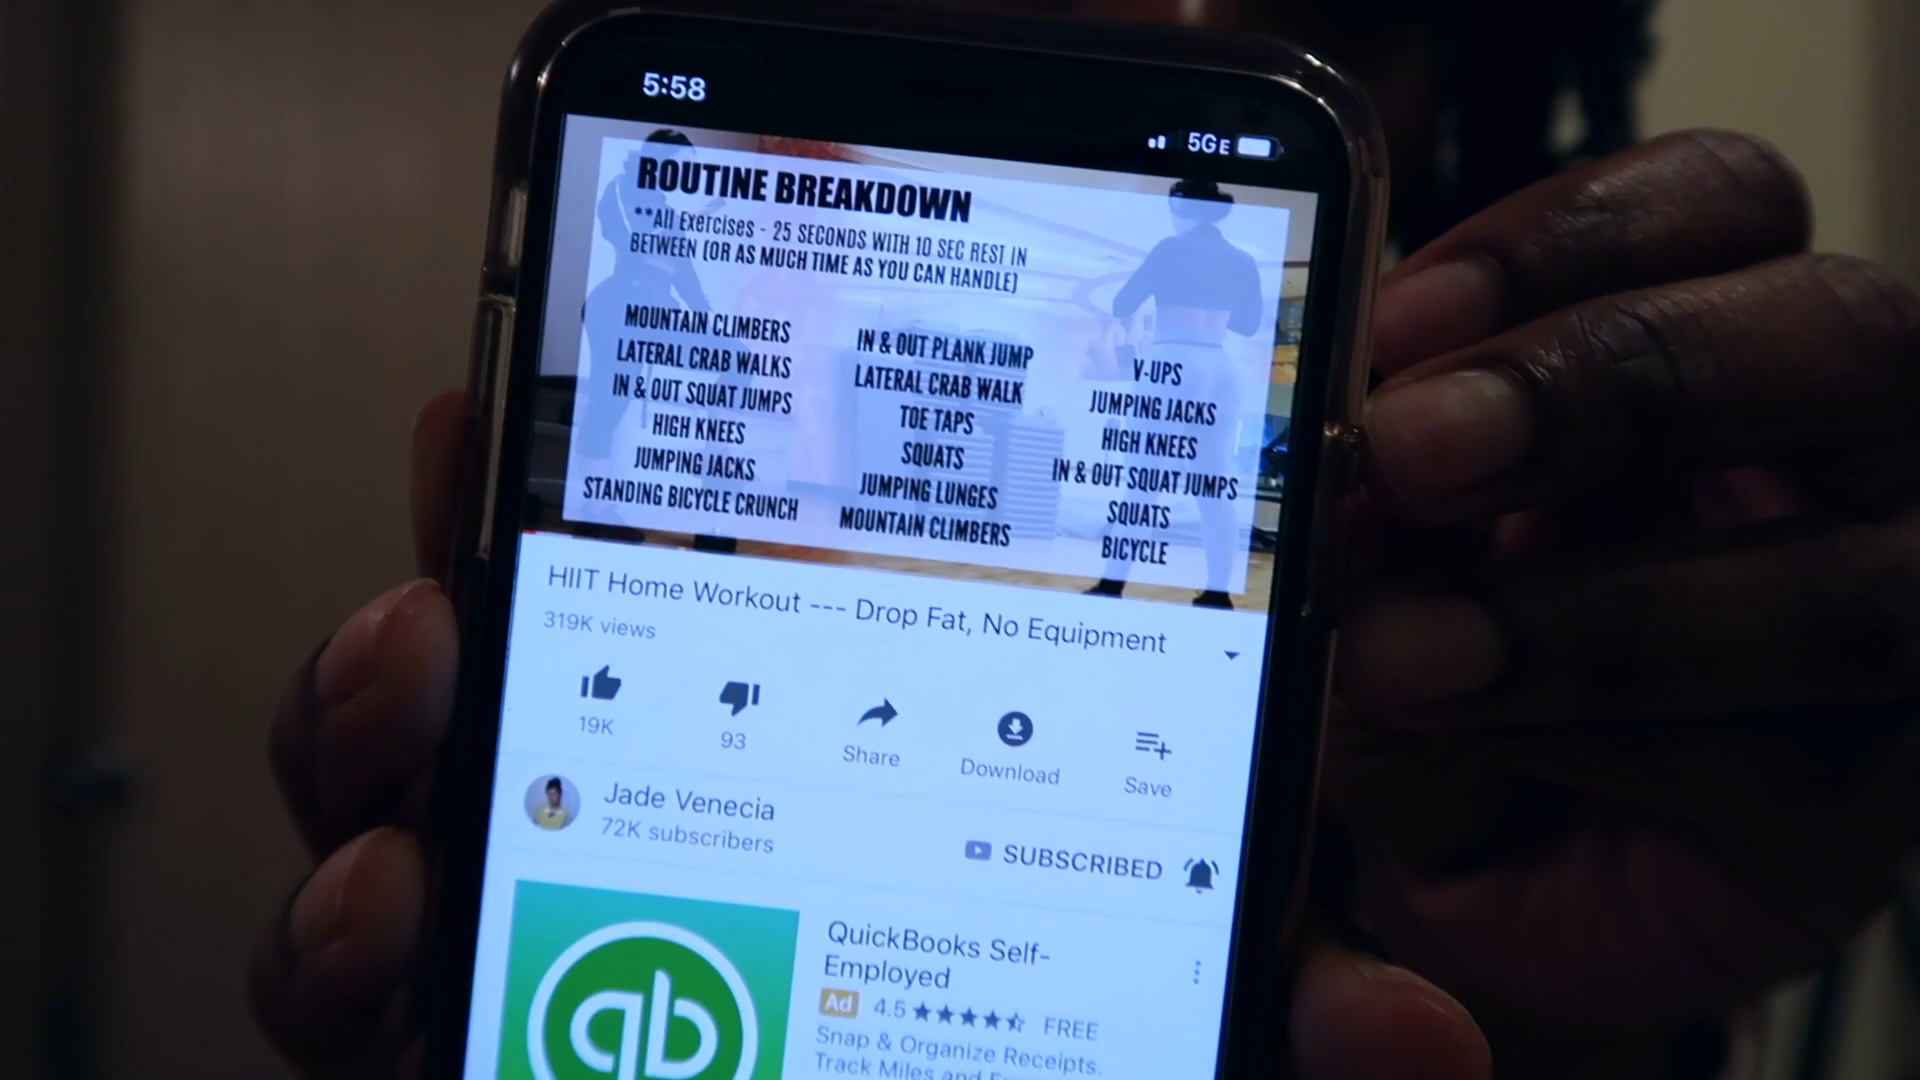 5:58
5GE
ROUTINE BREAKDOWN
**All Exercises - 25 SECONDS WITH 10 SEC REST IN
BETWEEN (OR AS MUCH TIME AS YOU CAN HANDLE)
MOUNTAIN CLIMBERS
LATERAL CRAB WALKS
IN & OUT SQUAT JUMPS
HIGH KNEES
JUMPING JACKS
STANDING BICYCLE CRUNCH
IN & OUT PLANK JUMP
LATERAL CRAB WALK
TOE TAPS
SQUATS
JUMPING LUNGES
MOUNTAIN CLIMBERS
V-UPS
JUMPING JACKS
HIGH KNEES
IN & OUT SQUAT JUMPS
SQUATS
BICYCLE
HIIT Home Workout --- Drop Fat, No Equipment
319K views
19K
93
Share
Download
Save
Jade Venecia
72K subscribers
SUBSCRIBED
qb
QuickBooks Self-
Employed
Ad 4.5 FREE
Snap & Organize Receipts.
Track Miles and